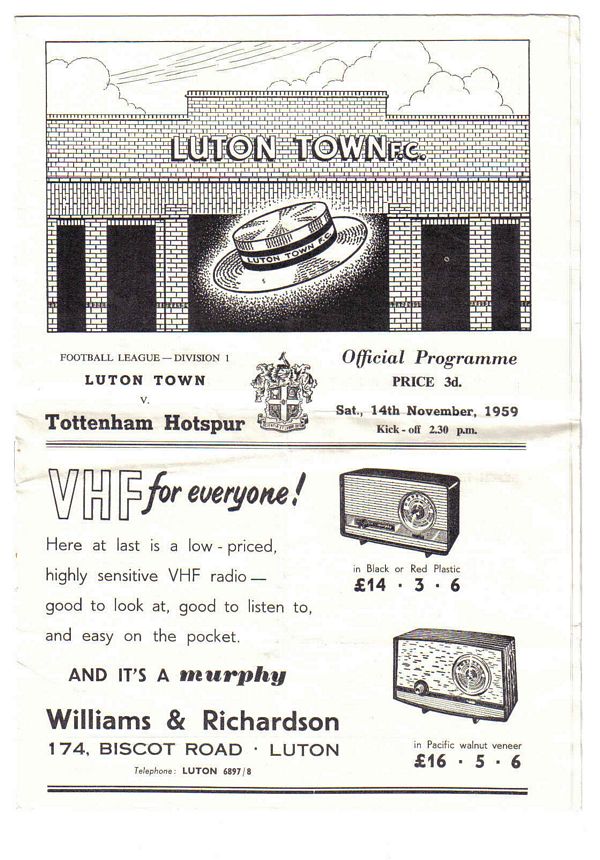 LUTON TOWN F.C.
LUTON TOWN F.C.
FOOTBALL LEAGUE — DIVISION 1
LUTON TOWN
V.
Tottenham Hotspur
Official Programme
PRICE 3d.
Sat., 14th November, 1959
Kick - off 2.30 p.m.
VHF for everyone!
Here at last is a low - priced,
highly sensitive VHF radio —
good to look at, good to listen to,
and easy on the pocket.
AND IT'S A murphy
Williams & Richardson
174, BISCOT ROAD · LUTON
Telephone: LUTON 6897/8
in Black or Red Plastic
£14 · 3 · 6
in Pacific walnut veneer
£16 · 5 · 6